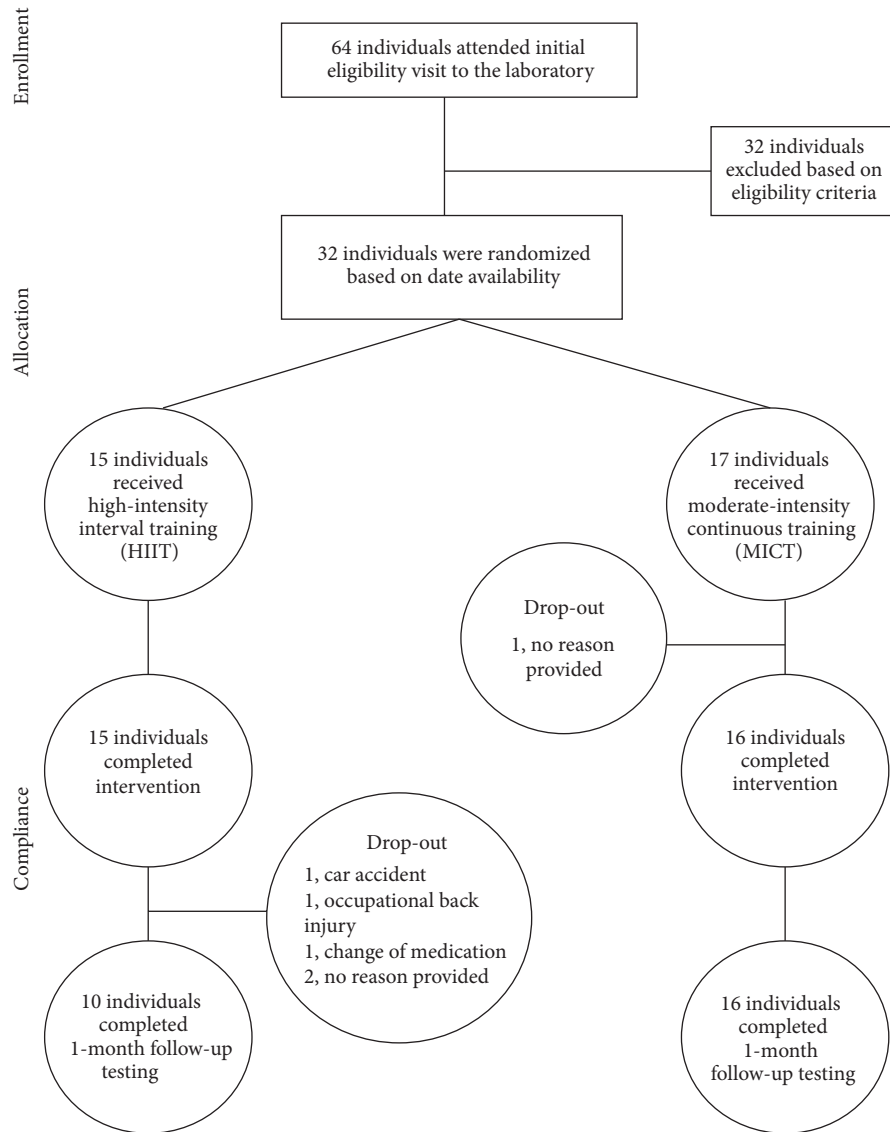 Enrollment
64 individuals attended initial
eligibility visit to the laboratory
32 individuals
excluded based on
eligibility criteria
32 individuals were randomized
based on date availability
Allocation
15 individuals
received
high-intensity
interval training
(HIIT)
17 individuals
received
moderate-intensity
continuous training
(MICT)
Drop-out
1, no reason
provided
15 individuals
completed
intervention
16 individuals
completed
intervention
Compliance
Drop-out
1, car accident
1, occupational back
injury
1, change of medication
2, no reason provided
10 individuals
completed
1-month follow-up
testing
16 individuals
completed
1-month
follow-up testing